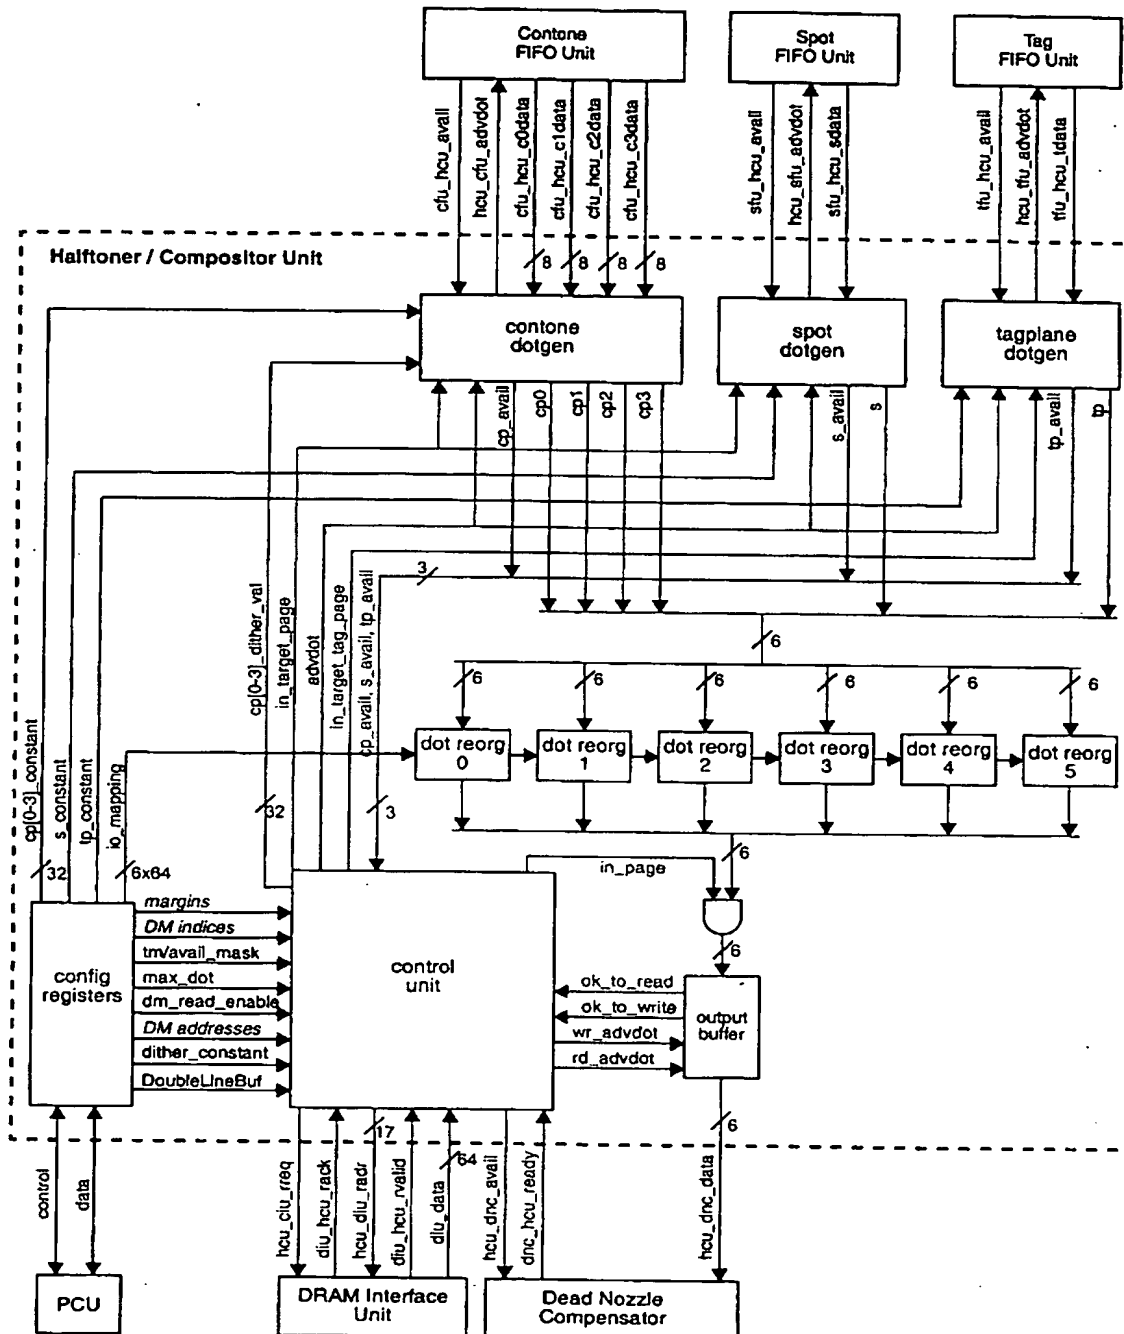 Contone
FIFO Unit
Spot
FIFO Unit
Tag
FIFO Unit
cfu_hcu_avail
hcu_cfu_advdot
cfu_hcu_c0data
cfu_hcu_c1data
cfu_hcu_c2data
cfu_hcu_c3data
sfu_hcu_avail
hcu_sfu_advdot
sfu_hcu_sdata
tfu_hcu_avail
hcu_tfu_advdot
tfu_hcu_tdata
Halftoner / Compositor Unit
8
8
8
8
contone
dotgen
spot
dotgen
tagplane
dotgen
cp_avail
cp0
cp1
cp2
cp3
s_avail
s
tp_avail
tp
3
6
cp[0-3]_constant
s_constant
tp_constant
io_mapping
cp[0-3]_dither_val
in_target_page
advdot
in_target_tag_page
cp_avail, s_avail, tp_avail
6
6
6
6
6
6
dot reorg
0
dot reorg
1
dot reorg
2
dot reorg
3
dot reorg
4
dot reorg
5
32
3
32
6x64
6
in_page
6
config
registers
margins
DM indices
tm/avail_mask
max_dot
dm_read_enable
DM addresses
dither_constant
DoubleLineBuf
control
unit
ok_to_read
ok_to_write
wr_advdot
rd_advdot
output
buffer
17
64
6
control
data
hcu_diu_rreq
diu_hcu_rack
hcu_diu_radr
diu_hcu_rvalid
diu_data
hcu_dnc_avail
dnc_hcu_ready
hcu_dnc_data
PCU
DRAM Interface
Unit
Dead Nozzle
Compensator